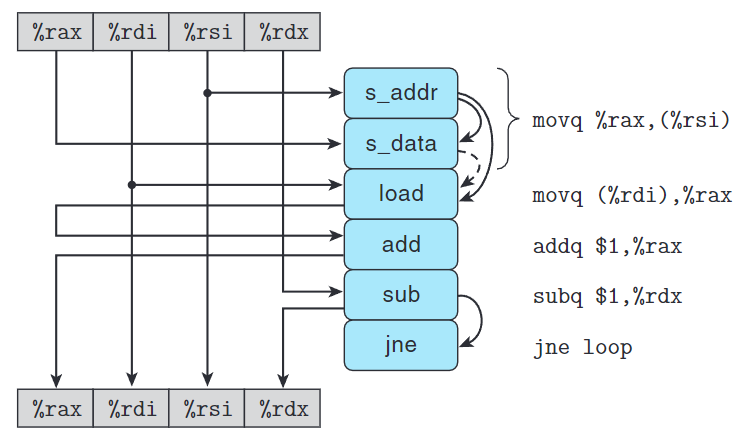 %rax %rdi %rsi %rdx
s_addr
movq %rax,(%rsi)
s_data
load
movq (%rdi),%rax
add
addq $1,%rax
sub
subq $1,%rdx
jne
jne loop
%rax %rdi %rsi %rdx